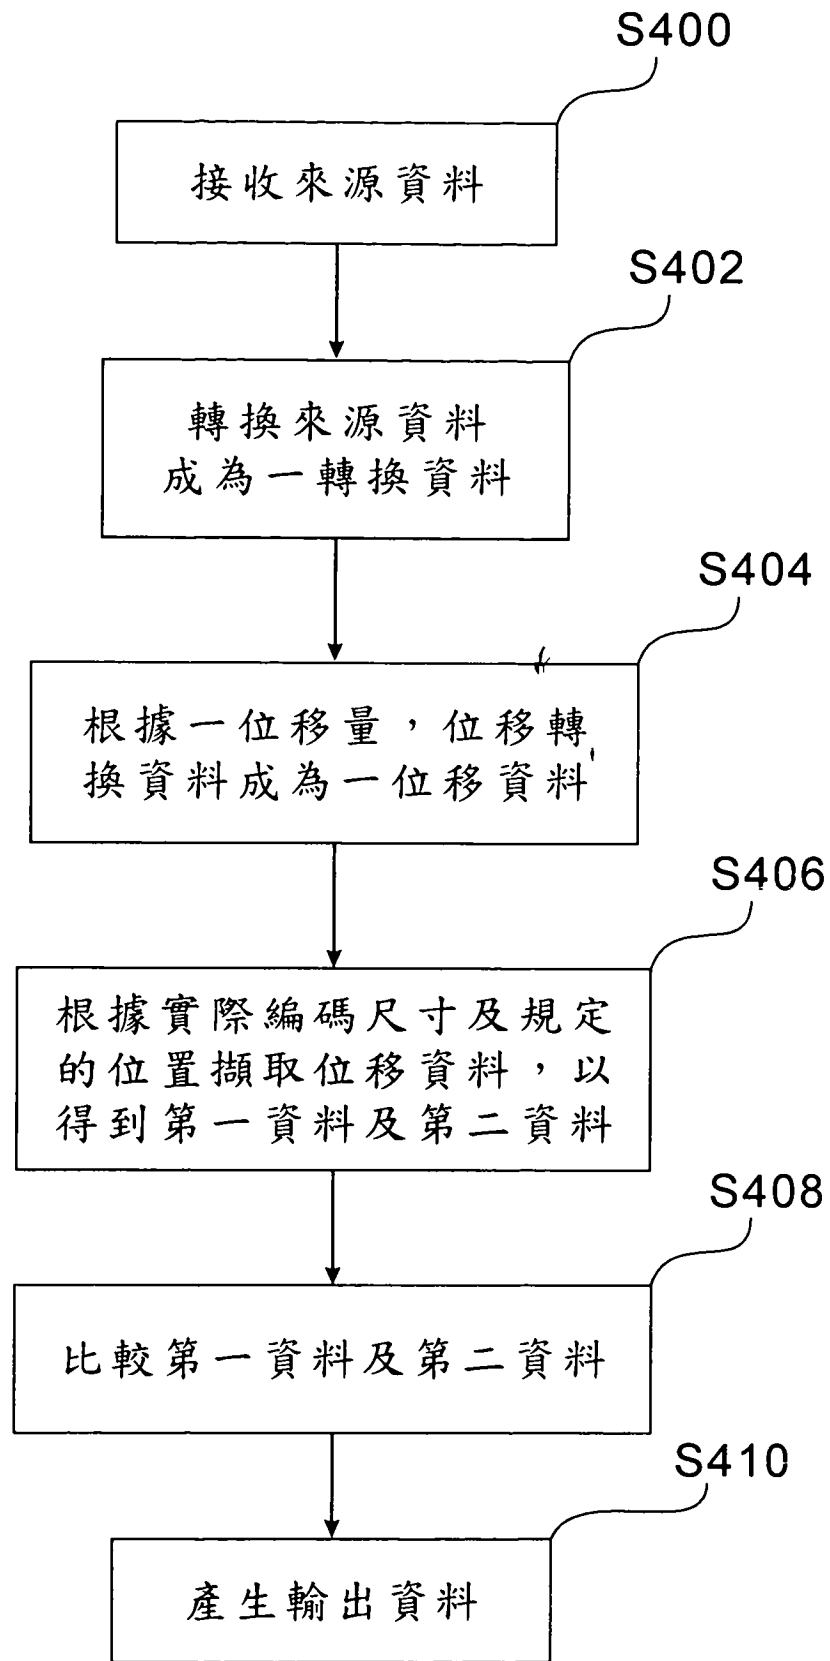 S400
接收來源資料
S402
轉換來源資料
成為一轉換資料
S404
根據一位移量，位移轉
換資料成為一位移資料
S406
根據實際編碼尺寸及規定
的位置擷取位移資料，以
得到第一資料及第二資料
S408
比較第一資料及第二資料
S410
產生輸出資料